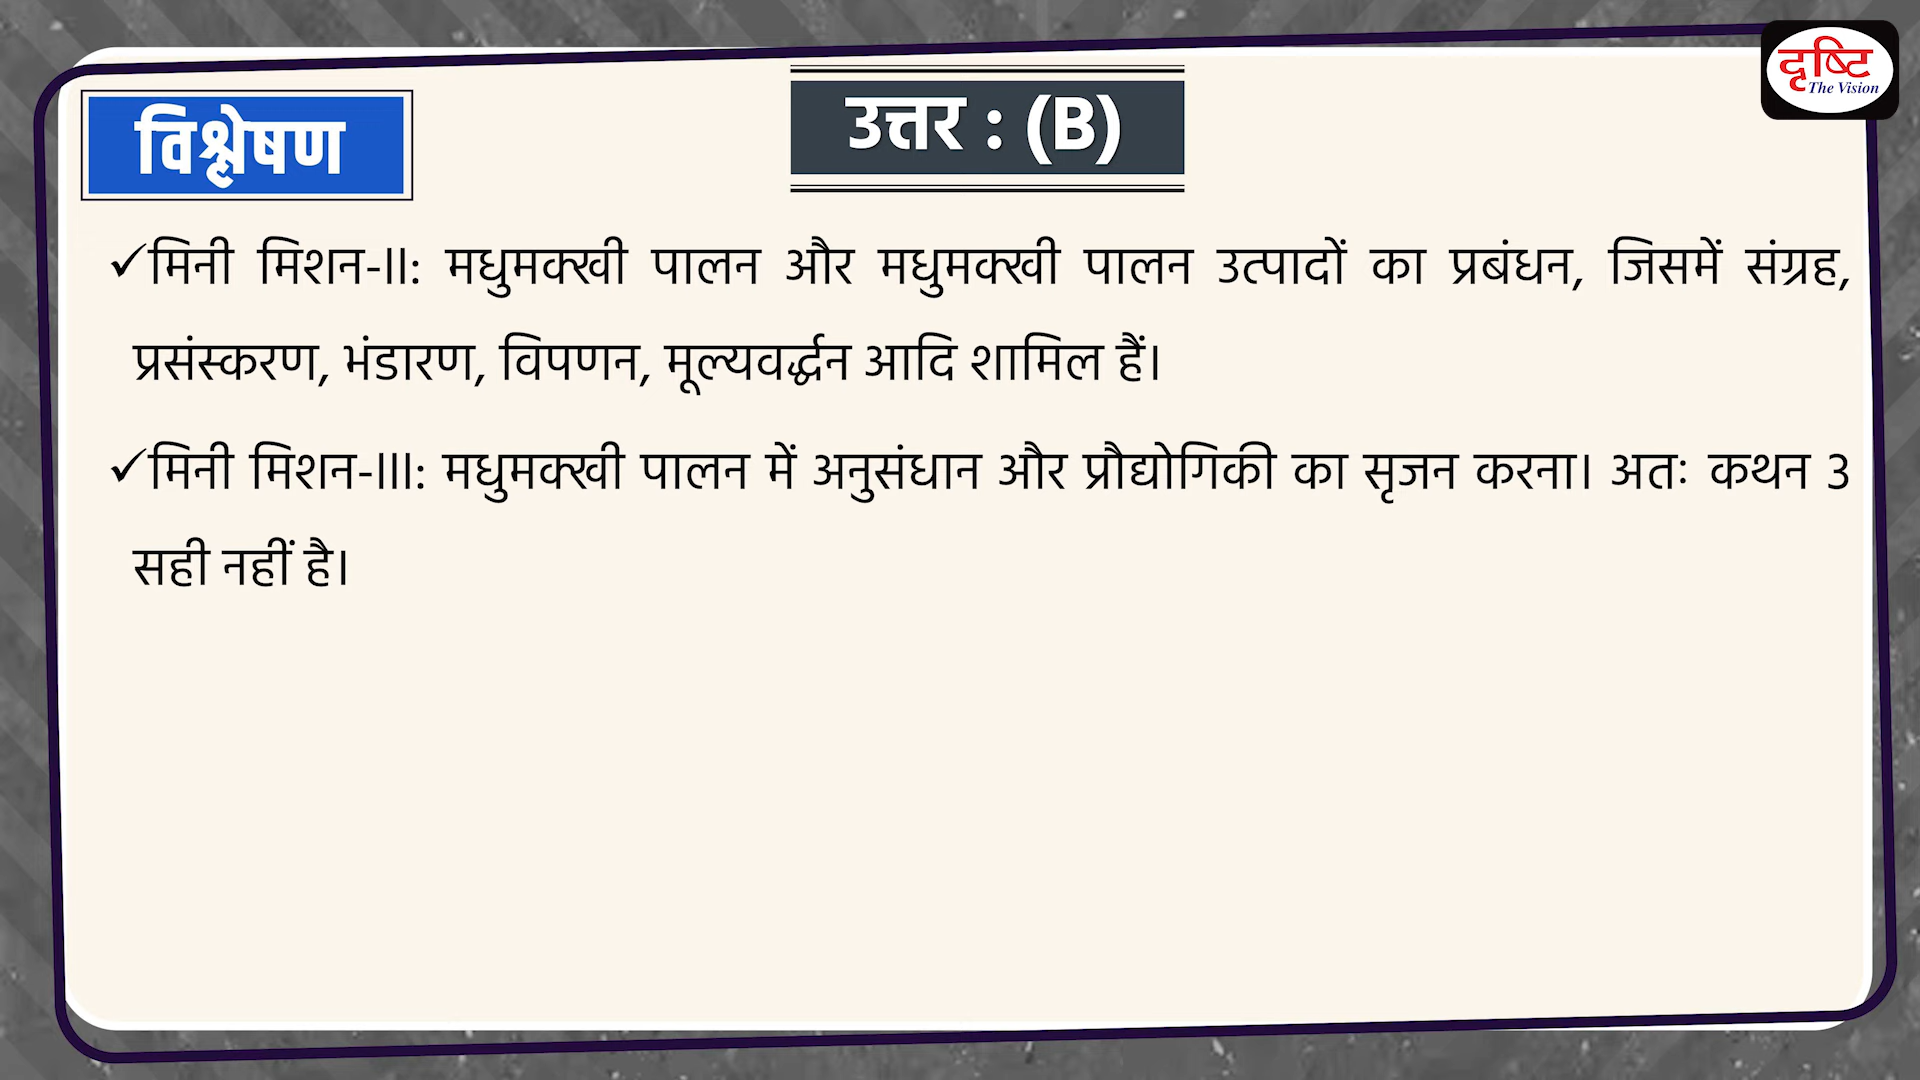 दृष्टि
The Vision
विश्लेषण
उत्तर : (B)
✓मिनी मिशन-II: मधुमक्खी पालन और मधुमक्खी पालन उत्पादों का प्रबंधन, जिसमें संग्रह,
प्रसंस्करण, भंडारण, विपणन, मूल्यवर्द्धन आदि शामिल हैं।
✓मिनी मिशन-III: मधुमक्खी पालन में अनुसंधान और प्रौद्योगिकी का सृजन करना। अतः कथन 3
सही नहीं है।